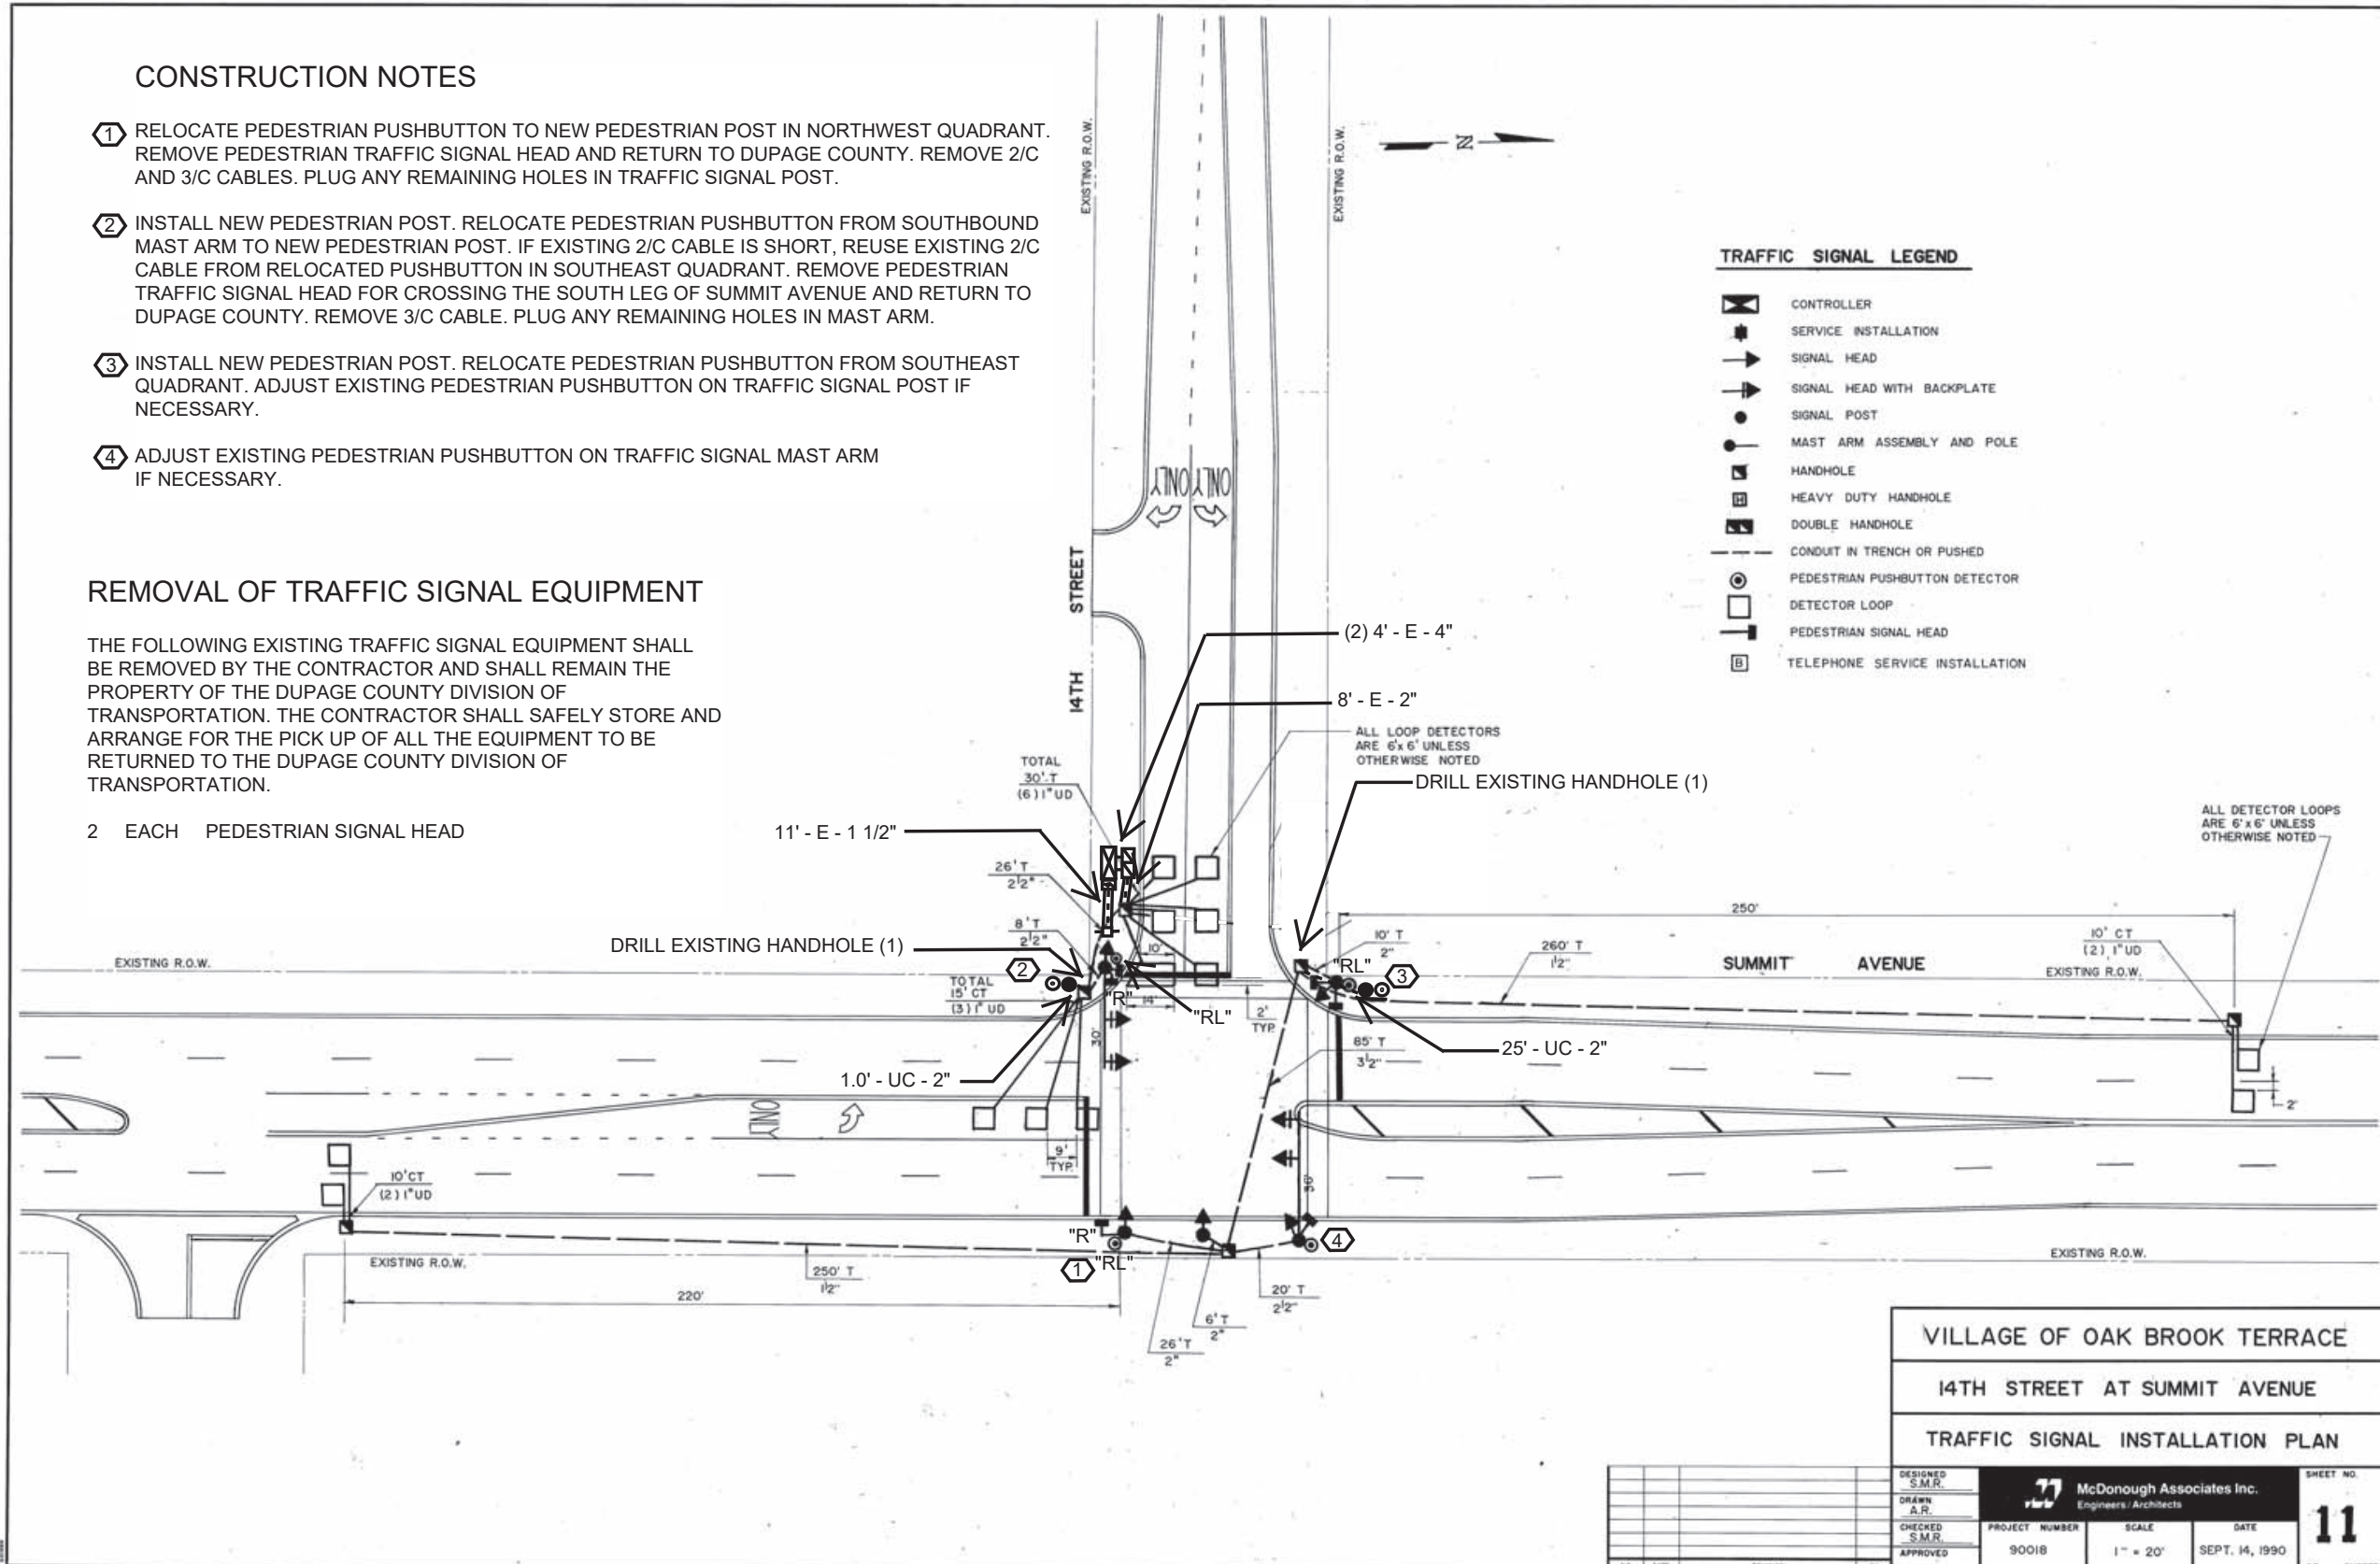 CONSTRUCTION NOTES
1 RELOCATE PEDESTRIAN PUSHBUTTON TO NEW PEDESTRIAN POST IN NORTHWEST QUADRANT.
REMOVE PEDESTRIAN TRAFFIC SIGNAL HEAD AND RETURN TO DUPAGE COUNTY. REMOVE 2/C
AND 3/C CABLES. PLUG ANY REMAINING HOLES IN TRAFFIC SIGNAL POST.
2 INSTALL NEW PEDESTRIAN POST. RELOCATE PEDESTRIAN PUSHBUTTON FROM SOUTHBOUND
MAST ARM TO NEW PEDESTRIAN POST. IF EXISTING 2/C CABLE IS SHORT, REUSE EXISTING 2/C
CABLE FROM RELOCATED PUSHBUTTON IN SOUTHEAST QUADRANT. REMOVE PEDESTRIAN
TRAFFIC SIGNAL HEAD FOR CROSSING THE SOUTH LEG OF SUMMIT AVENUE AND RETURN TO
DUPAGE COUNTY. REMOVE 3/C CABLE. PLUG ANY REMAINING HOLES IN MAST ARM.
3 INSTALL NEW PEDESTRIAN POST. RELOCATE PEDESTRIAN PUSHBUTTON FROM SOUTHEAST
QUADRANT. ADJUST EXISTING PEDESTRIAN PUSHBUTTON ON TRAFFIC SIGNAL POST IF
NECESSARY.
4 ADJUST EXISTING PEDESTRIAN PUSHBUTTON ON TRAFFIC SIGNAL MAST ARM
IF NECESSARY.
REMOVAL OF TRAFFIC SIGNAL EQUIPMENT
THE FOLLOWING EXISTING TRAFFIC SIGNAL EQUIPMENT SHALL
BE REMOVED BY THE CONTRACTOR AND SHALL REMAIN THE
PROPERTY OF THE DUPAGE COUNTY DIVISION OF
TRANSPORTATION. THE CONTRACTOR SHALL SAFELY STORE AND
ARRANGE FOR THE PICK UP OF ALL THE EQUIPMENT TO BE
RETURNED TO THE DUPAGE COUNTY DIVISION OF
TRANSPORTATION.
2 EACH PEDESTRIAN SIGNAL HEAD
EXISTING R.O.W.
EXISTING R.O.W.
N
TRAFFIC SIGNAL LEGEND
CONTROLLER
SERVICE INSTALLATION
SIGNAL HEAD
SIGNAL HEAD WITH BACKPLATE
SIGNAL POST
MAST ARM ASSEMBLY AND POLE
HANDHOLE
H HEAVY DUTY HANDHOLE
DOUBLE HANDHOLE
CONDUIT IN TRENCH OR PUSHED
PEDESTRIAN PUSHBUTTON DETECTOR
DETECTOR LOOP
PEDESTRIAN SIGNAL HEAD
B TELEPHONE SERVICE INSTALLATION
ONLY ONLY
14TH STREET
(2) 4' - E - 4"
8' - E - 2"
ALL LOOP DETECTORS
ARE 6'x 6' UNLESS
OTHERWISE NOTED
DRILL EXISTING HANDHOLE (1)
TOTAL
30' T
(6) 1" UD
11' - E - 1 1/2"
26' T
2 1/2"
8' T
2 1/2"
DRILL EXISTING HANDHOLE (1)
ALL DETECTOR LOOPS
ARE 6' x 6' UNLESS
OTHERWISE NOTED
250'
10' T
2"
260' T
1 1/2"
10' CT
(2) 1" UD
SUMMIT AVENUE
EXISTING R.O.W.
EXISTING R.O.W.
10'
2
TOTAL
15' CT
(3) 1" UD
"R"
14'
"RL"
"RL"
3
2'
TYP.
30'
85' T
3 1/2"
25' - UC - 2"
1.0' - UC - 2"
ONLY
9'
TYP.
2'
10' CT
(2) 1" UD
36'
"R"
1
"RL"
4
EXISTING R.O.W.
EXISTING R.O.W.
250' T
1 1/2"
220'
26' T
2"
6' T
2"
20' T
2 1/2"
VILLAGE OF OAK BROOK TERRACE
14TH STREET AT SUMMIT AVENUE
TRAFFIC SIGNAL INSTALLATION PLAN
DESIGNED
S.M.R.
DRAWN
A.R.
CHECKED
S.M.R.
APPROVED
McDonough Associates Inc.
Engineers / Architects
PROJECT NUMBER
90018
SCALE
1" = 20'
DATE
SEPT. 14, 1990
SHEET NO.
11